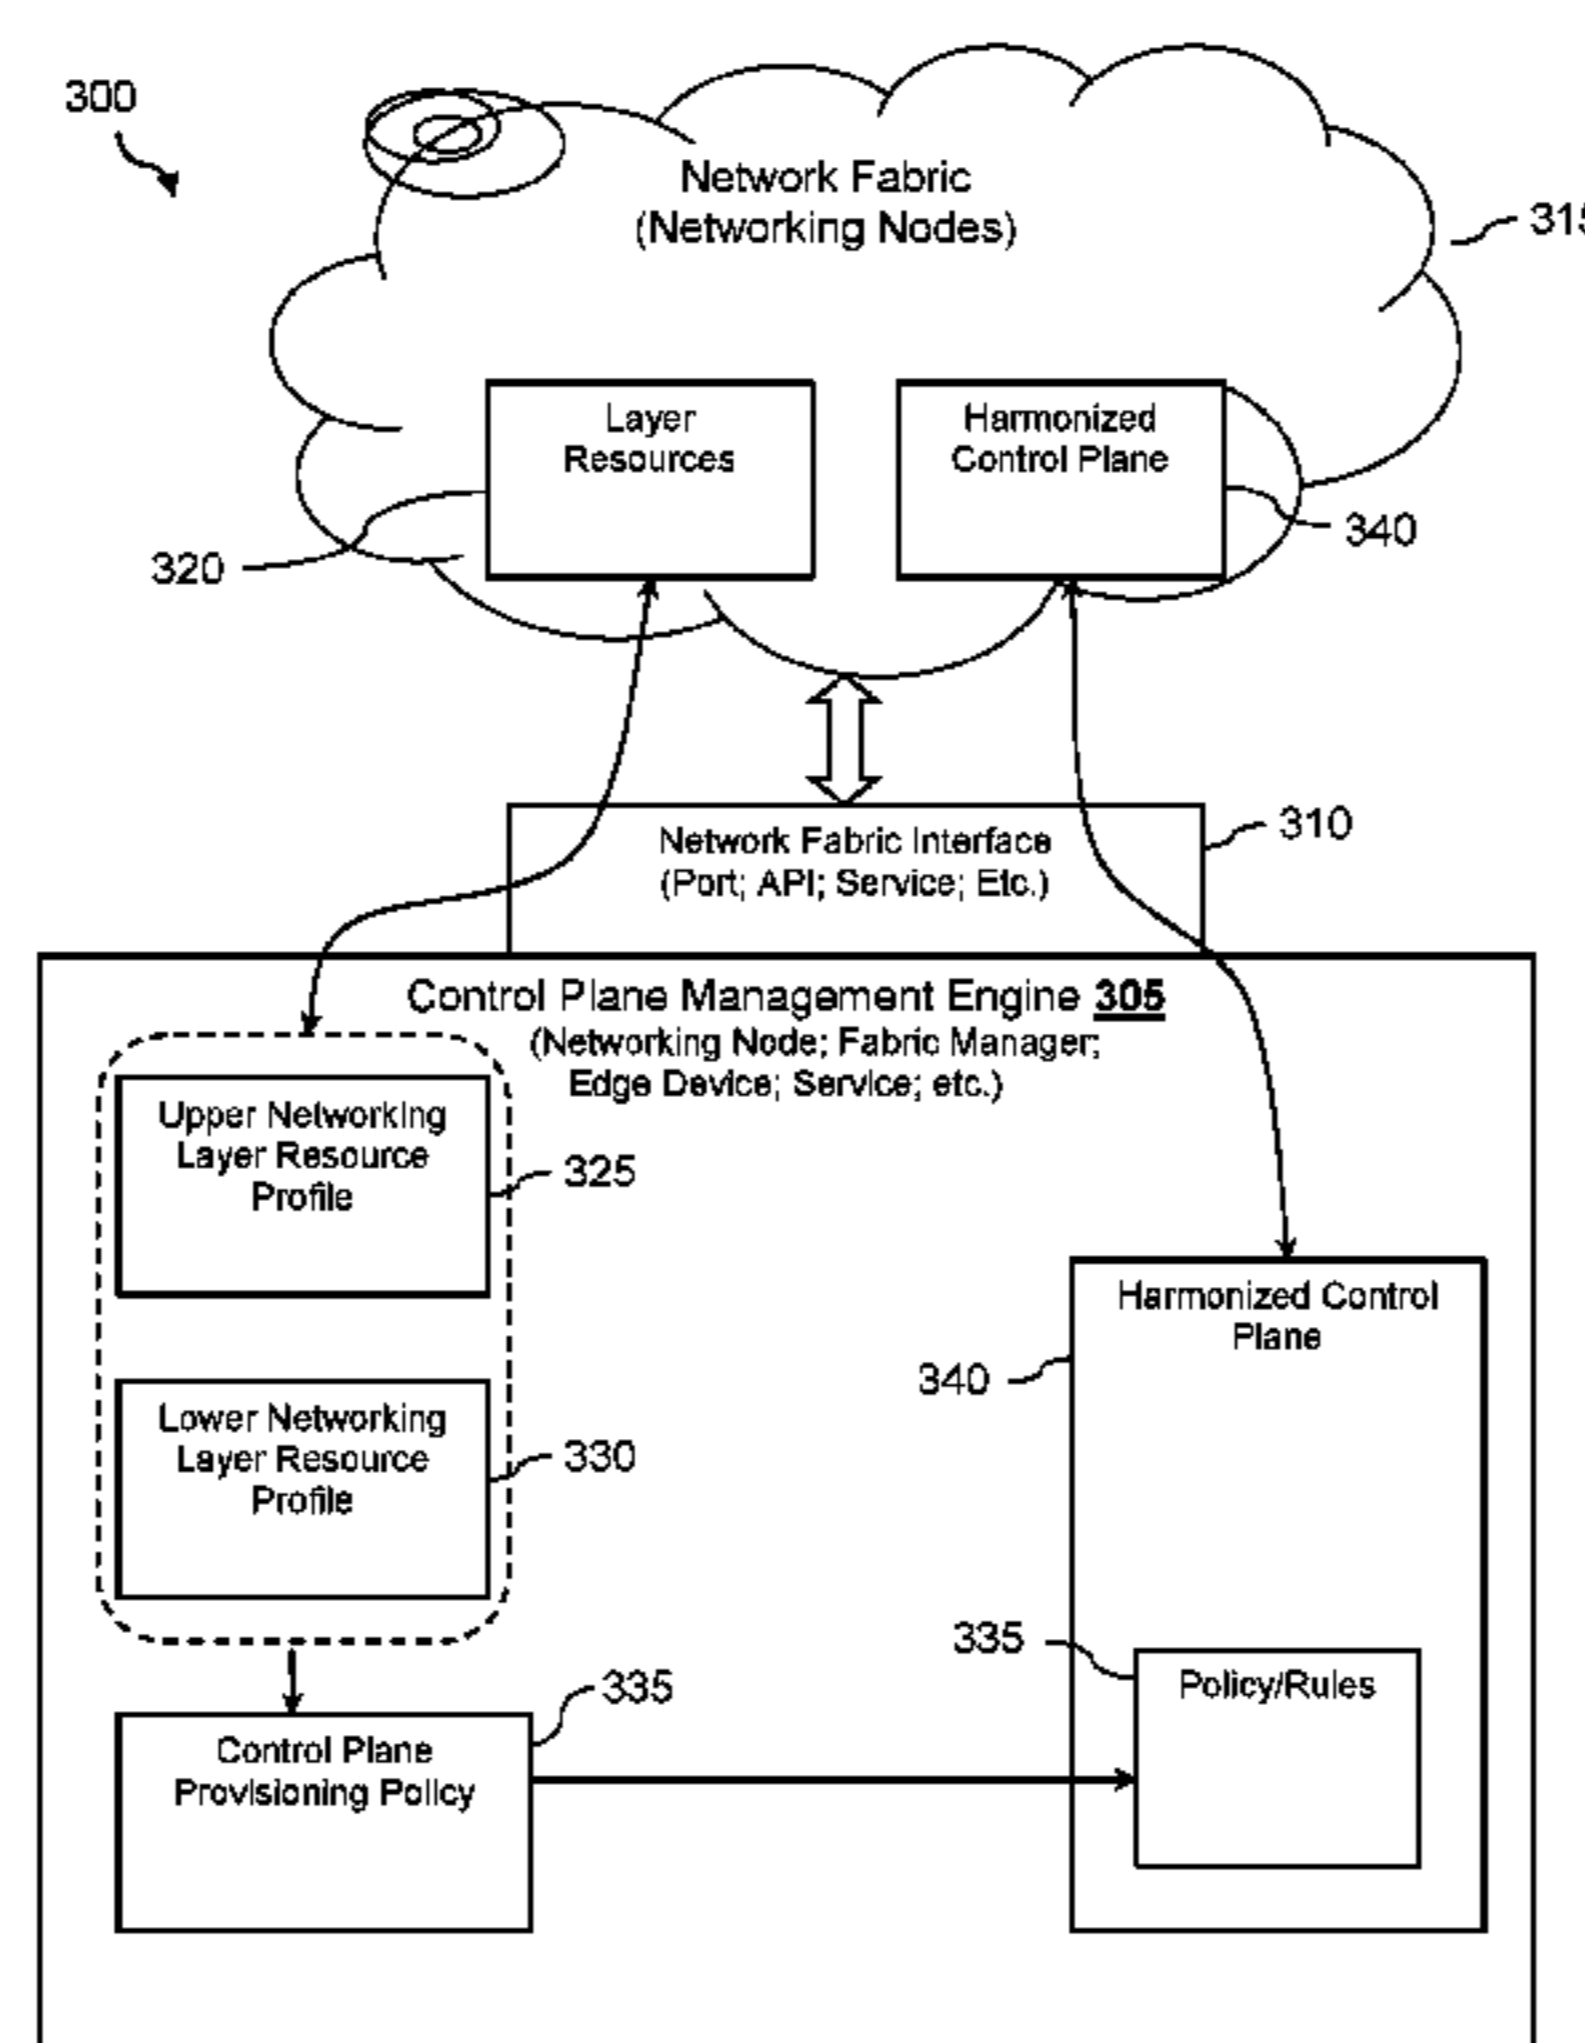 300
Network Fabric
(Networking Nodes)
315
Layer
Resources
Harmonized
Control Plane
320
340
Network Fabric Interface
(Port; API; Service; Etc.)
310
Control Plane Management Engine 305
(Networking Node; Fabric Manager;
Edge Device; Service; etc.)
Upper Networking
Layer Resource
Profile
325
Lower Networking
Layer Resource
Profile
330
Harmonized Control
Plane
340
335
Policy/Rules
335
Control Plane
Provisioning Policy